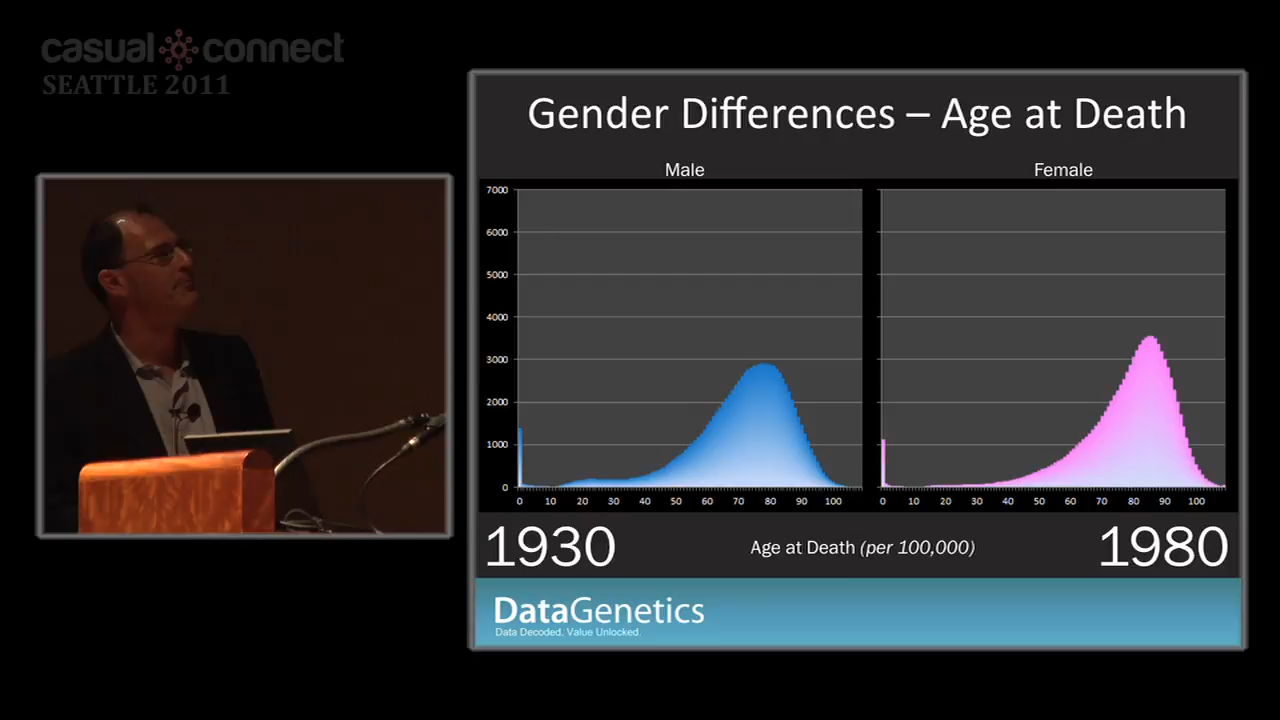 casual connect
SEATTLE 2011
Gender Differences – Age at Death
Male
Female
7000
6000
5000
4000
3000
2000
1000
0
0 10 20 30 40 50 60 70 80 90 100
0 10 20 30 40 50 60 70 80 90 100
1930
Age at Death (per 100,000)
1980
DataGenetics
Data Decoded. Value Unlocked.